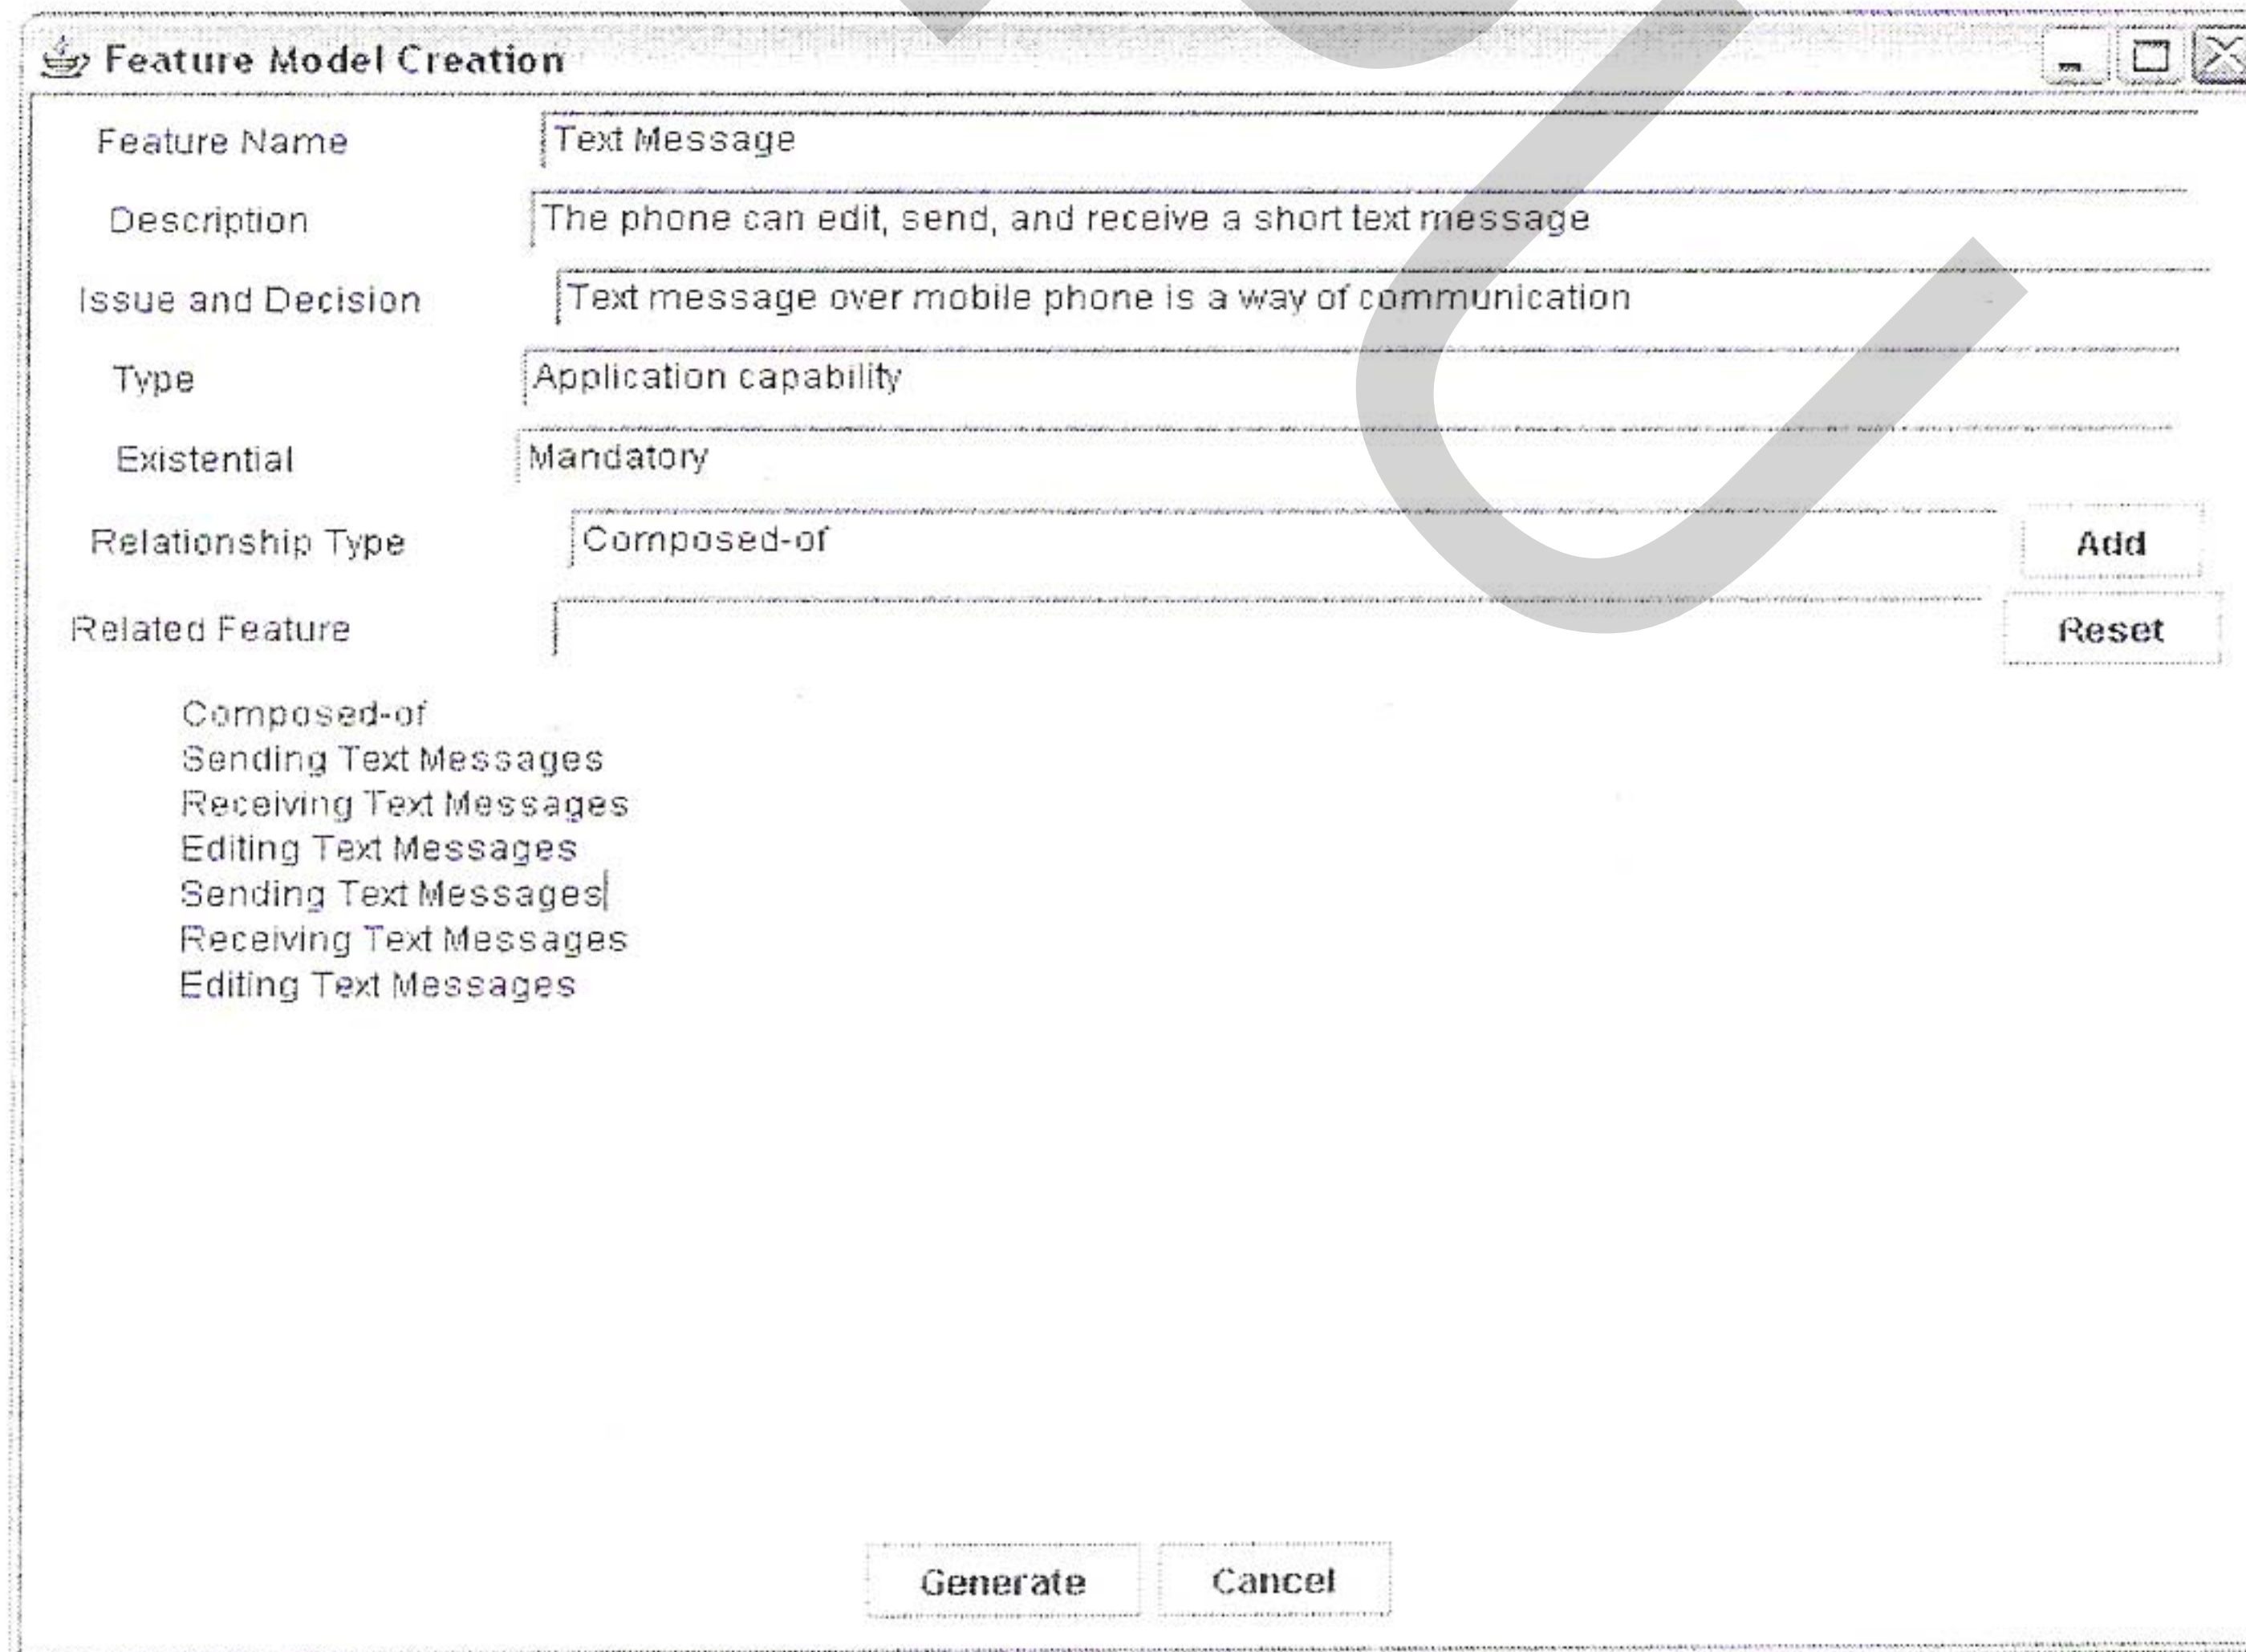 Feature Model Creation
Feature Name Text Message
Description The phone can edit, send, and receive a short text message
Issue and Decision Text message over mobile phone is a way of communication
Type Application capability
Existential Mandatory
Relationship Type Composed-of Add
Related Feature Reset
Composed-of
Sending Text Messages
Receiving Text Messages
Editing Text Messages
Sending Text Messages
Receiving Text Messages
Editing Text Messages
Generate Cancel